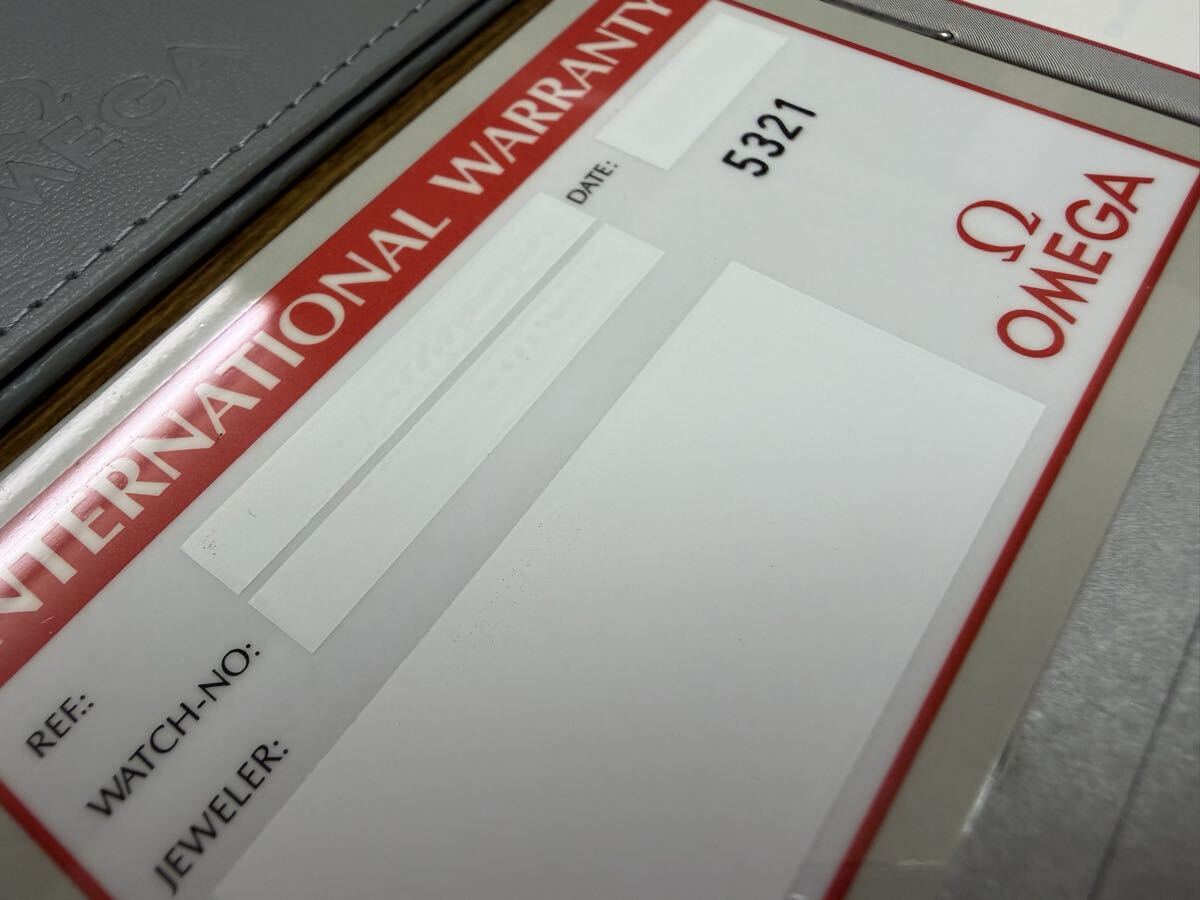 Ω
OMEGA
INTERNATIONAL WARRANTY
5321
Ω
OMEGA
DATE:
REF.:
WATCH-NO:
JEWELER: